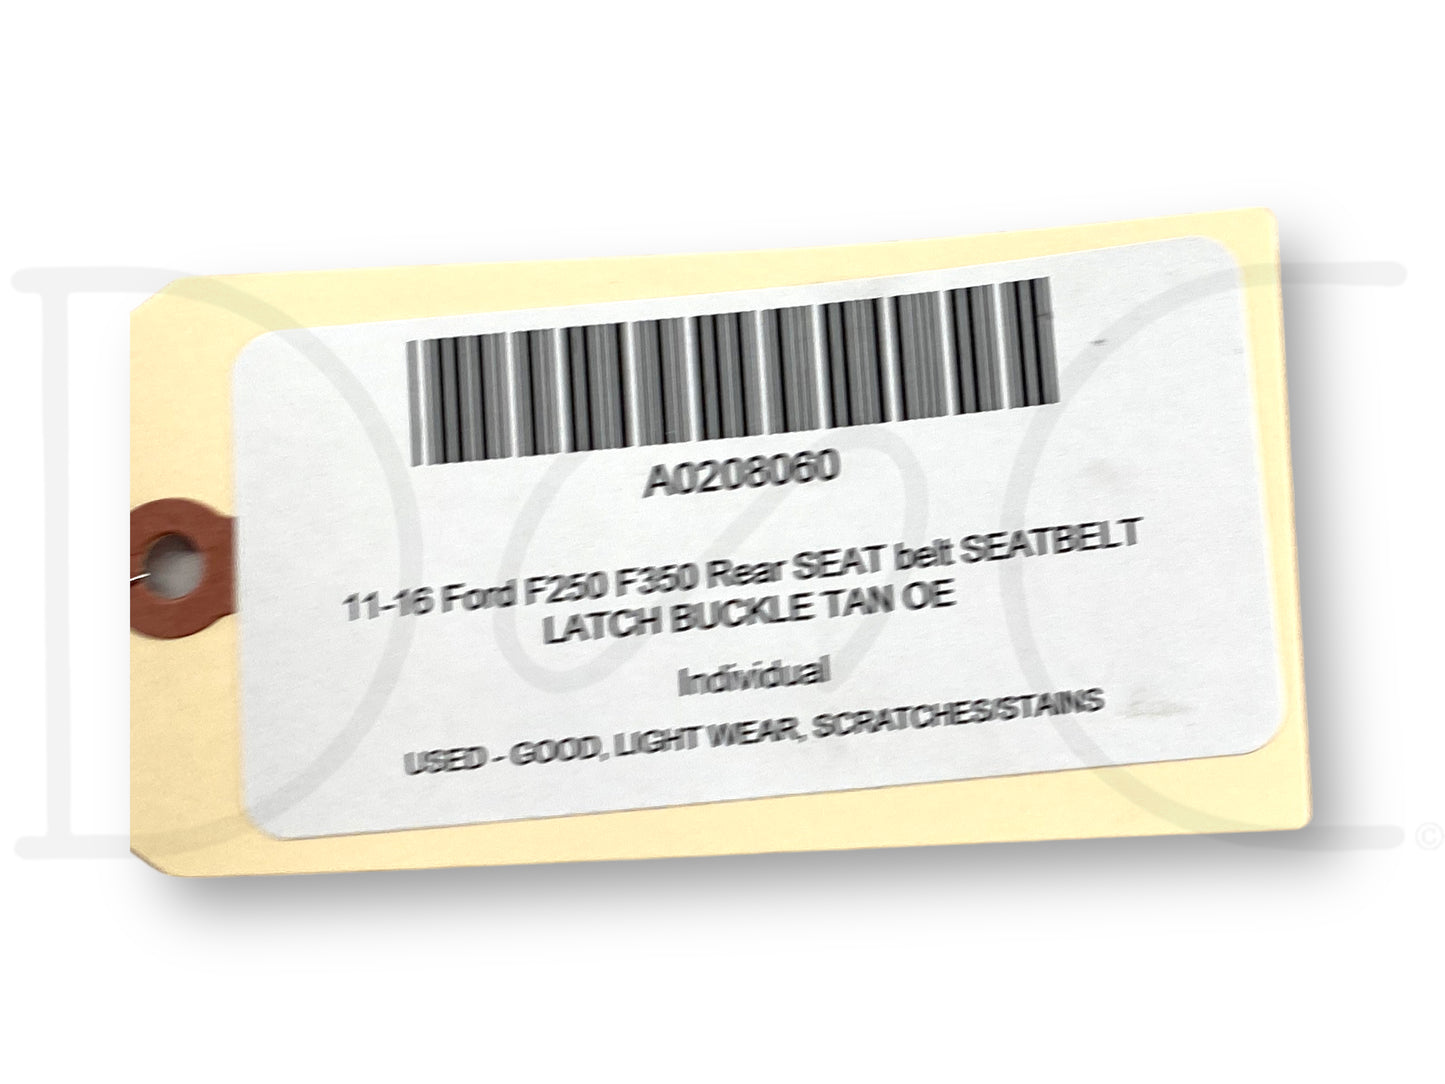 A0208060
11-16 Ford F250 F350 Rear SEAT belt SEATBELT
LATCH BUCKLE TAN OE
Individual
USED - GOOD, LIGHT WEAR, SCRATCHES/STAINS
©